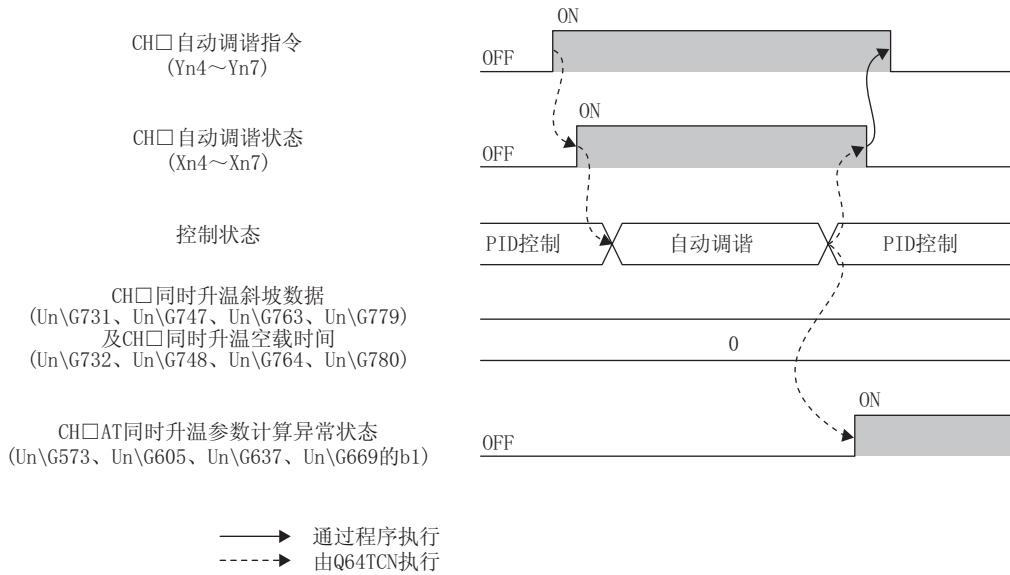 CH□自动调谐指令
(Yn4～Yn7)
OFF
ON
CH□自动调谐状态
(Xn4～Xn7)
OFF
ON
控制状态
PID控制
自动调谐
PID控制
CH□同时升温斜坡数据
(Un\G731、Un\G747、Un\G763、Un\G779)
及CH□同时升温空载时间
(Un\G732、Un\G748、Un\G764、Un\G780)
0
CH□AT同时升温参数计算异常状态
(Un\G573、Un\G605、Un\G637、Un\G669的b1)
OFF
ON
通过程序执行
由Q64TCN执行